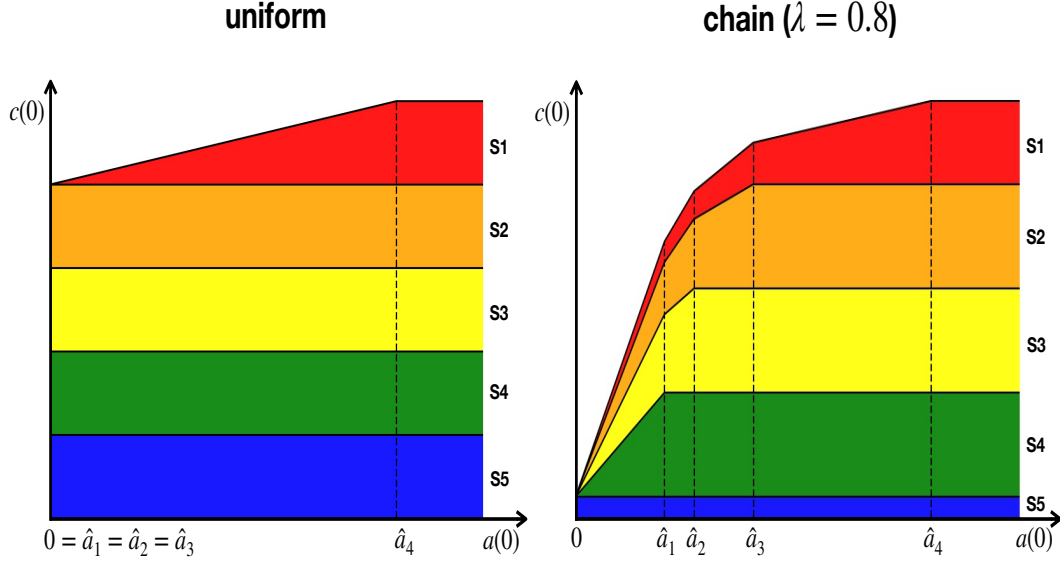 uniform
c(0)
S1
S2
S3
S4
S5
0 = â₁ = â₂ = â₃
â₄
a(0)
chain (λ = 0.8)
c(0)
S1
S2
S3
S4
S5
0
â₁
â₂
â₃
â₄
a(0)